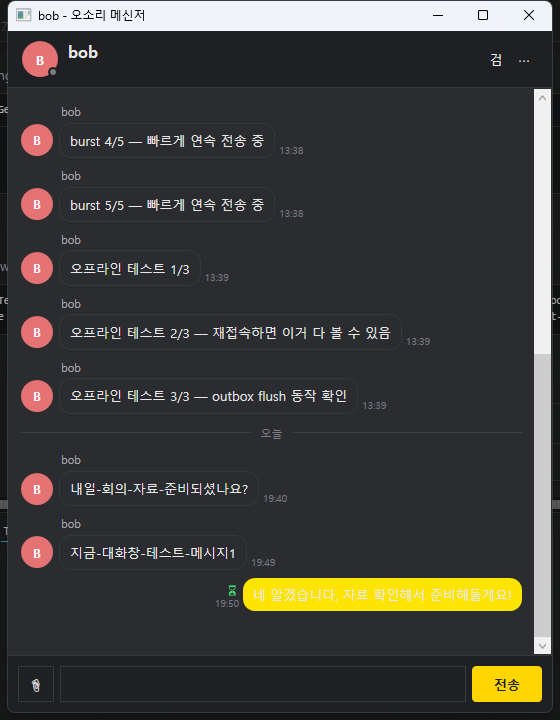 bob - 오소리 메신저
B
bob
검 ···
bob
B
burst 4/5 — 빠르게 연속 전송 중
13:38
bob
B
burst 5/5 — 빠르게 연속 전송 중
13:38
bob
B
오프라인 테스트 1/3
13:39
bob
B
오프라인 테스트 2/3 — 재접속하면 이거 다 볼 수 있음
13:39
bob
B
오프라인 테스트 3/3 — outbox flush 동작 확인
13:39
오늘
bob
B
내일-회의-자료-준비되셨나요?
19:40
bob
B
지금-대화창-테스트-메시지1
19:49
19:50
네 알겠습니다, 자료 확인해서 준비해둘게요!
전송